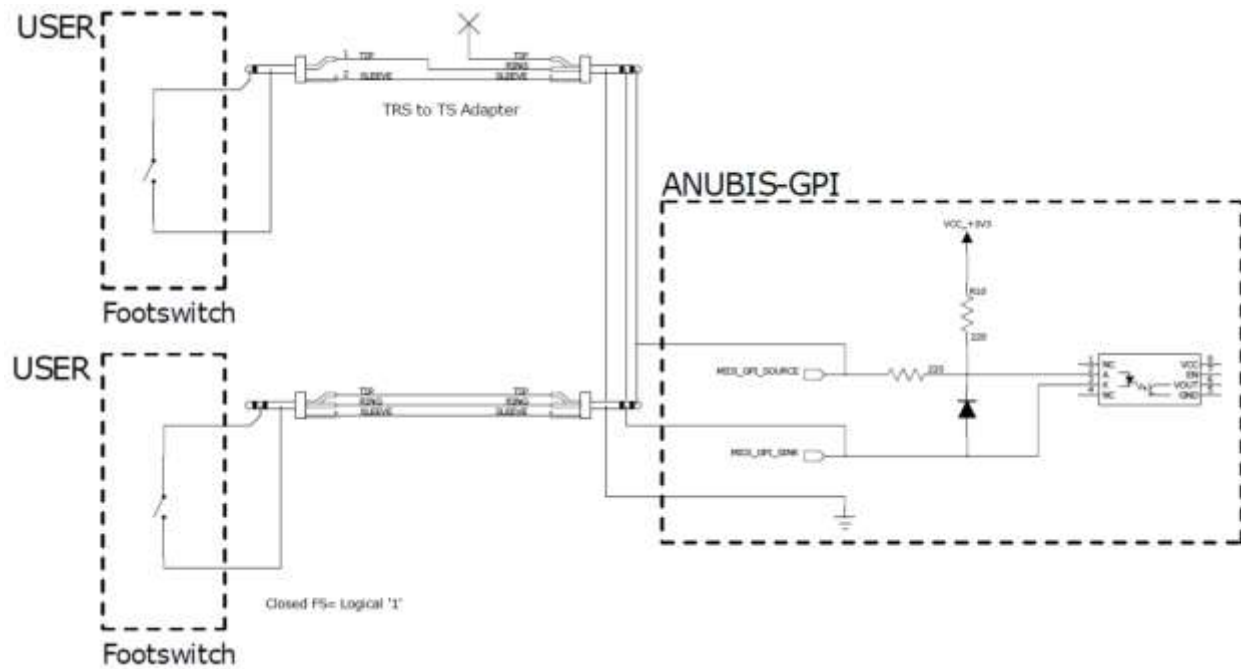 USER
1 TIP
TIP
RING
2 SLEEVE
SLEEVE
TRS to TS Adapter
Footswitch
ANUBIS-GPI
VCC_+3V3
R10
220
MIDI_GPI_SOURCE
220
MIDI_GPI_SINK
NC
VCC
A
EN
K
VOUT
NC
GND
USER
TIP
TIP
RING
RING
SLEEVE
SLEEVE
Closed FS= Logical '1'
Footswitch